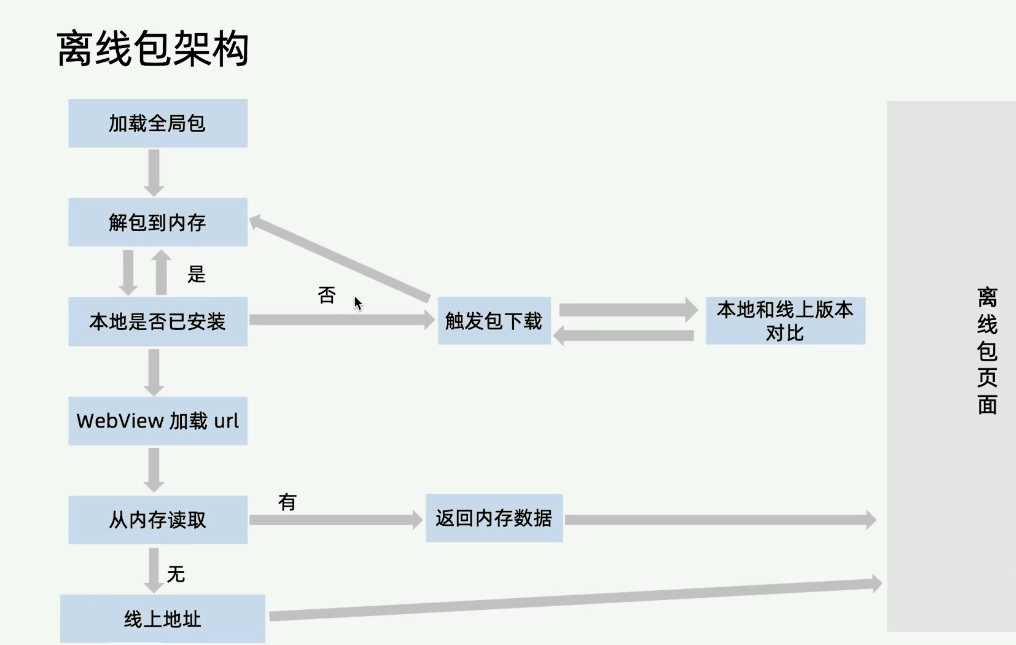 离线包架构
加载全局包
解包到内存
是
否
本地是否已安装
触发包下载
本地和线上版本
对比
离
线
包
页
面
WebView 加载 url
有
从内存读取
返回内存数据
无
线上地址